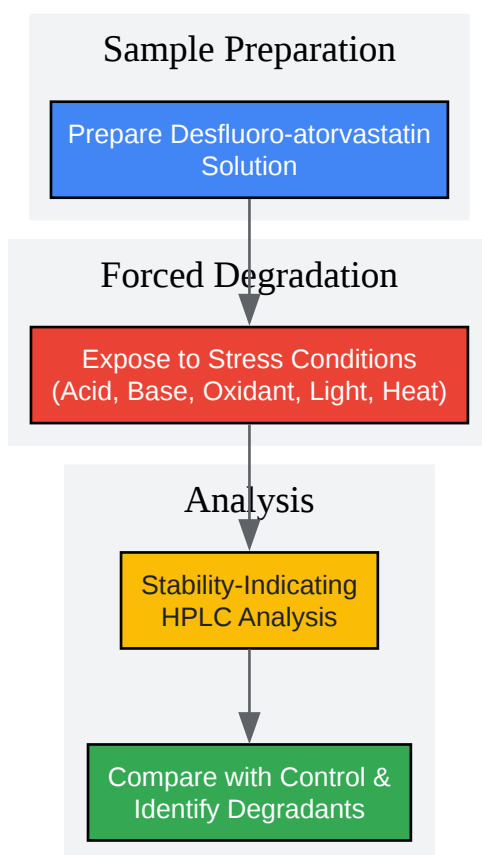 Sample Preparation
Prepare Desfluoro-atorvastatin
Solution
Forced Degradation
Expose to Stress Conditions
(Acid, Base, Oxidant, Light, Heat)
Analysis
Stability-Indicating
HPLC Analysis
Compare with Control &
Identify Degradants